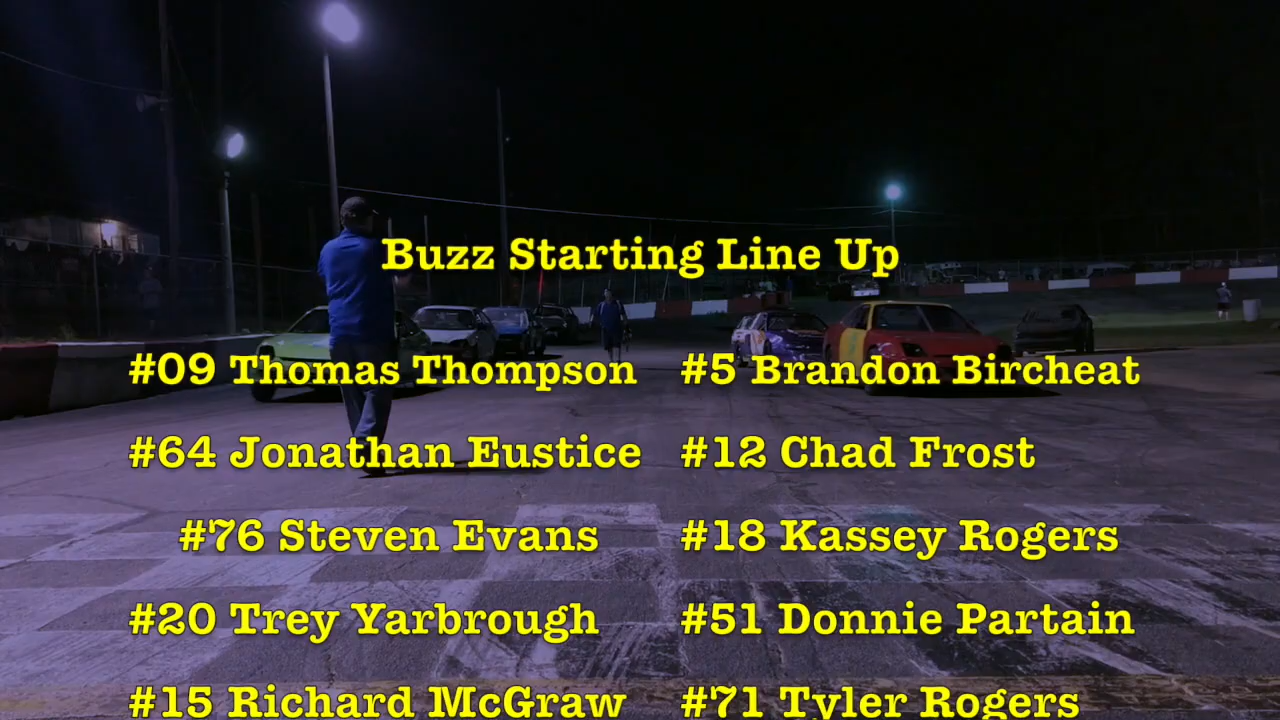 Buzz Starting Line Up
#09 Thomas Thompson #5 Brandon Bircheat
#64 Jonathan Eustice #12 Chad Frost
#76 Steven Evans #18 Kassey Rogers
#20 Trey Yarbrough #51 Donnie Partain
#15 Richard McGraw #71 Tyler Rogers